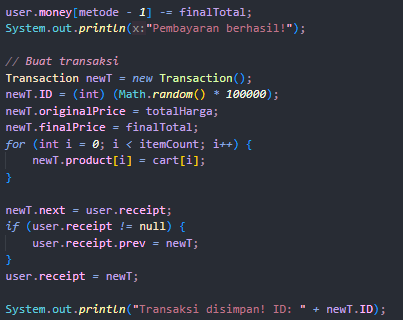 user.money[metode - 1] -= finalTotal;
System.out.println(x:"Pembayaran berhasil!");
// Buat transaksi
Transaction newT = new Transaction();
newT.ID = (int) (Math.random() * 100000);
newT.originalPrice = totalHarga;
newT.finalPrice = finalTotal;
for (int i = 0; i < itemCount; i++) {
    newT.product[i] = cart[i];
}
newT.next = user.receipt;
if (user.receipt != null) {
    user.receipt.prev = newT;
}
user.receipt = newT;
System.out.println("Transaksi disimpan! ID: " + newT.ID);